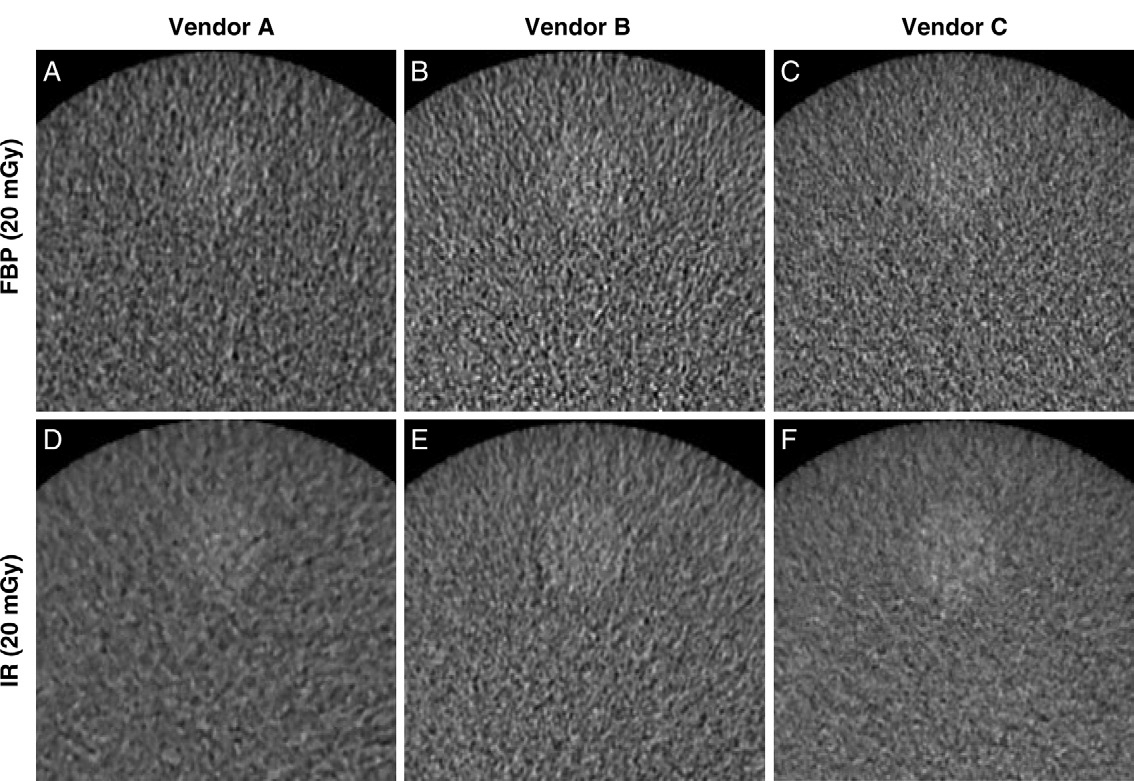 Vendor A
Vendor B
Vendor C
FBP (20 mGy)
A
B
C
IR (20 mGy)
D
E
F